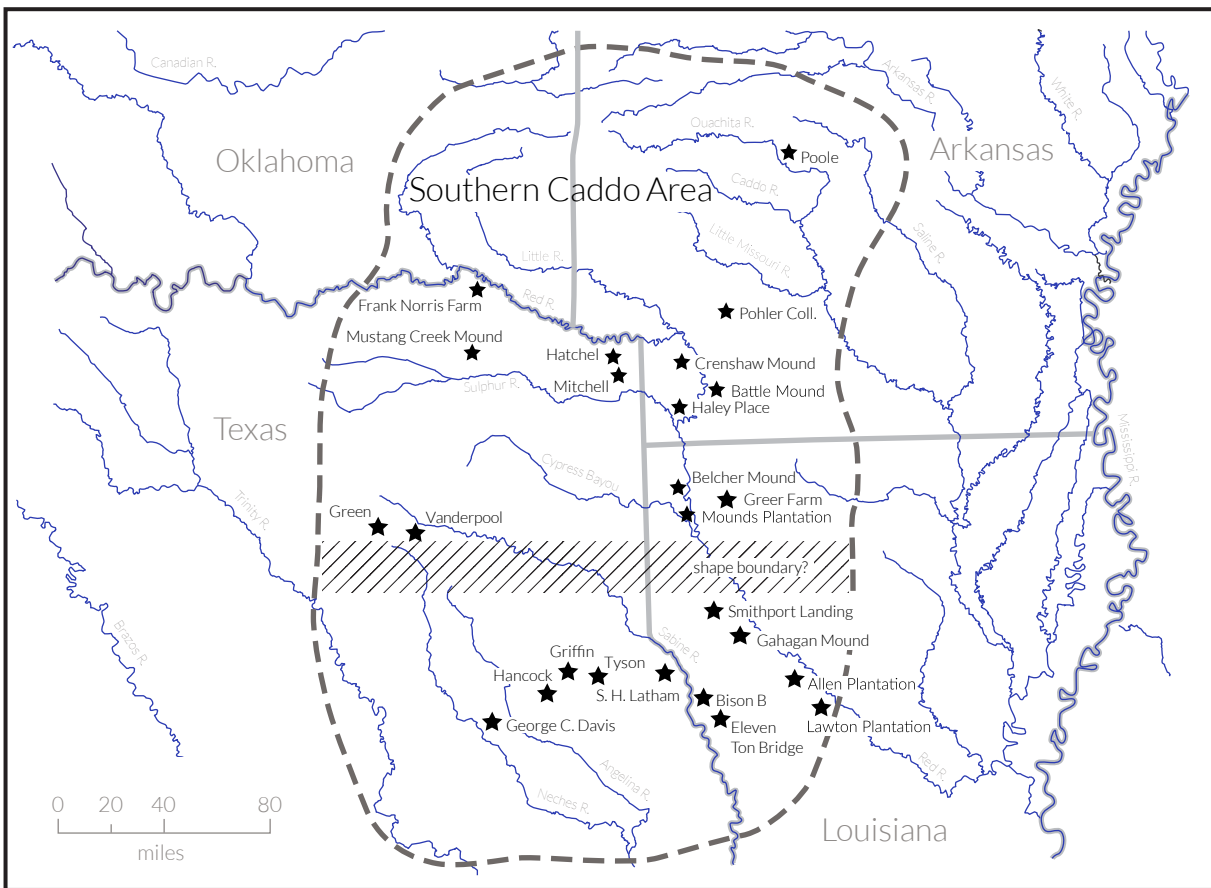 Canadian R.
Arkansas R.
White R.
Ouachita R.
Oklahoma
Arkansas
Poole
Southern Caddo Area
Caddo R.
Saline R.
Little R.
Little Missouri R.
Red R.
Frank Norris Farm
Pohler Coll.
Mustang Creek Mound
Hatchel
Crenshaw Mound
Sulphur R.
Mitchell
Battle Mound
Haley Place
Texas
Mississippi R.
Cypress Bayou
Belcher Mound
Greer Farm
Trinity R.
Green
Vanderpool
Mounds Plantation
shape boundary?
Smithport Landing
Brazos R.
Sabine R.
Gahagan Mound
Griffin
Tyson
Hancock
S. H. Latham
Allen Plantation
Bison B
George C. Davis
Eleven
Ton Bridge
Lawton Plantation
Angelina R.
Red R.
Neches R.
0 20 40 80
miles
Louisiana